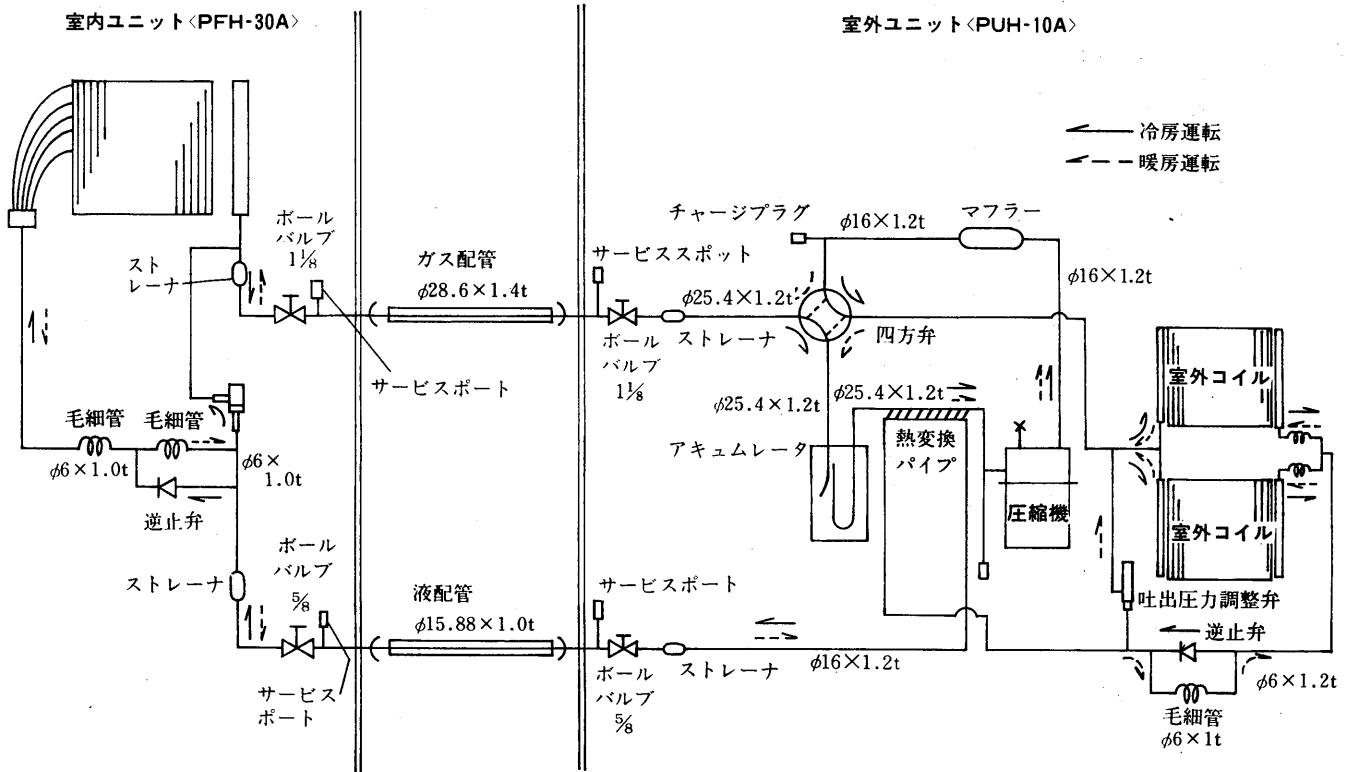 室内ユニット〈PFH-30A〉
室外ユニット〈PUH-10A〉
冷房運転
暖房運転
ボール
バルブ
1⅛
スト
レーナ
ガス配管
φ28.6×1.4t
サービススポット
チャージプラグ
φ16×1.2t
マフラー
φ16×1.2t
φ25.4×1.2t
ストレーナ
四方弁
ボール
バルブ
1⅛
サービスポート
室外コイル
毛細管
毛細管
φ6×1.0t
φ6×
1.0t
逆止弁
φ25.4×1.2t
φ25.4×1.2t
アキュムレータ
熱変換
パイプ
圧縮機
室外コイル
ボール
バルブ
⅝
ストレーナ
液配管
φ15.88×1.0t
サービスポート
吐出圧力調整弁
逆止弁
ストレーナ
φ16×1.2t
φ6×1.2t
サービス
ポート
ボール
バルブ
⅝
毛細管
φ6×1t